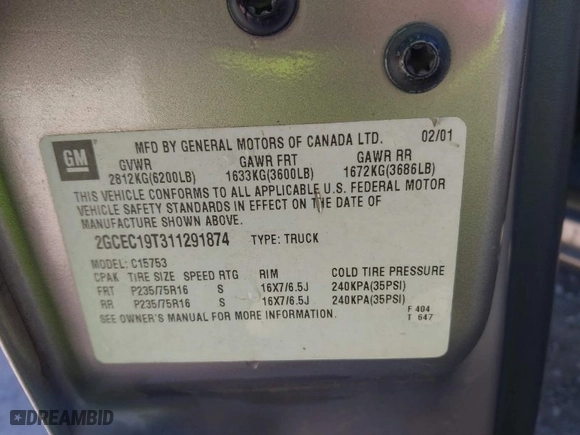 GM
MFD BY GENERAL MOTORS OF CANADA LTD. 02/01
GVWR GAWR FRT GAWR RR
2812KG(6200LB) 1633KG(3600LB) 1672KG(3686LB)
THIS VEHICLE CONFORMS TO ALL APPLICABLE U.S. FEDERAL MOTOR
VEHICLE SAFETY STANDARDS IN EFFECT ON THE DATE OF
MANUFACTURE SHOWN ABOVE.
2GCEC19T311291874 TYPE: TRUCK
MODEL: C15753
CPAK TIRE SIZE SPEED RTG RIM COLD TIRE PRESSURE
FRT P235/75R16 S 16X7/6.5J 240KPA(35PSI)
RR P235/75R16 S 16X7/6.5J 240KPA(35PSI)
SEE OWNER'S MANUAL FOR MORE INFORMATION.
F 404
T 647
DREAMBID